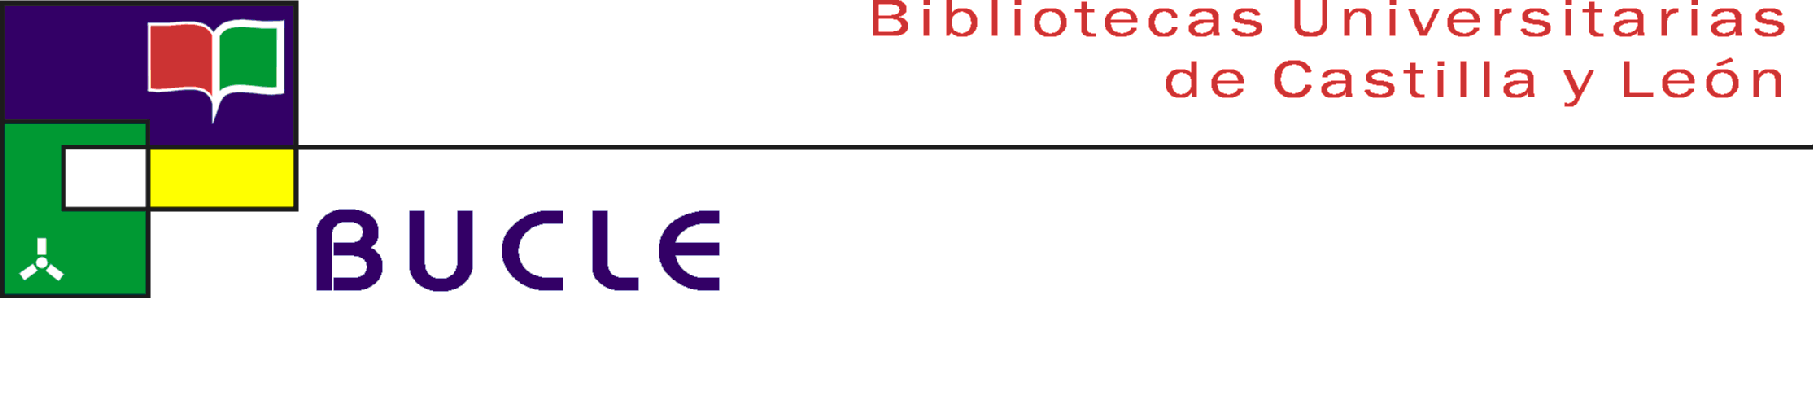 Bibliotecas Universitarias
de Castilla y León
BUCLE